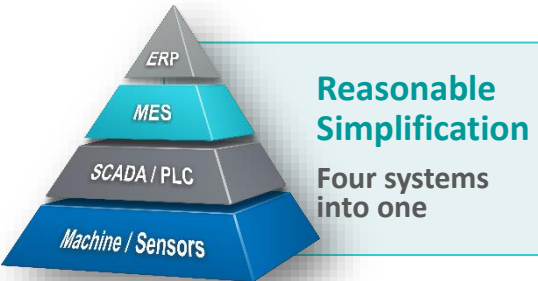 ERP
MES
SCADA / PLC
Machine / Sensors
Reasonable
Simplification
Four systems
into one